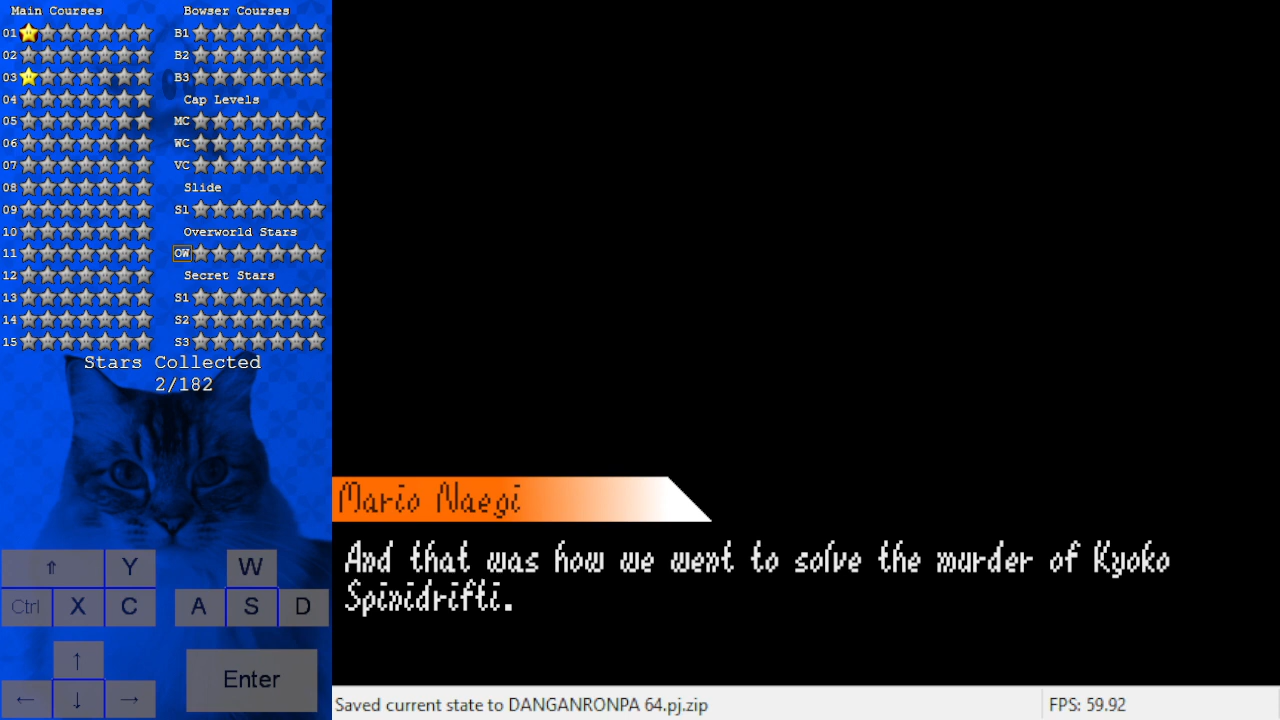 Main Courses
01
02
03
04
05
06
07
08
09
10
11
12
13
14
15
Bowser Courses
B1
B2
B3
Cap Levels
MC
WC
VC
Slide
S1
Overworld Stars
OW
Secret Stars
S1
S2
S3
Stars Collected
2/182
⇑ Y W
Ctrl X C A S D
↑
← ↓ → Enter
Mario Naegi
And that was how we went to solve the murder of Kyoko
Spinidrifti.
Saved current state to DANGANRONPA 64.pj.zip
FPS: 59.92